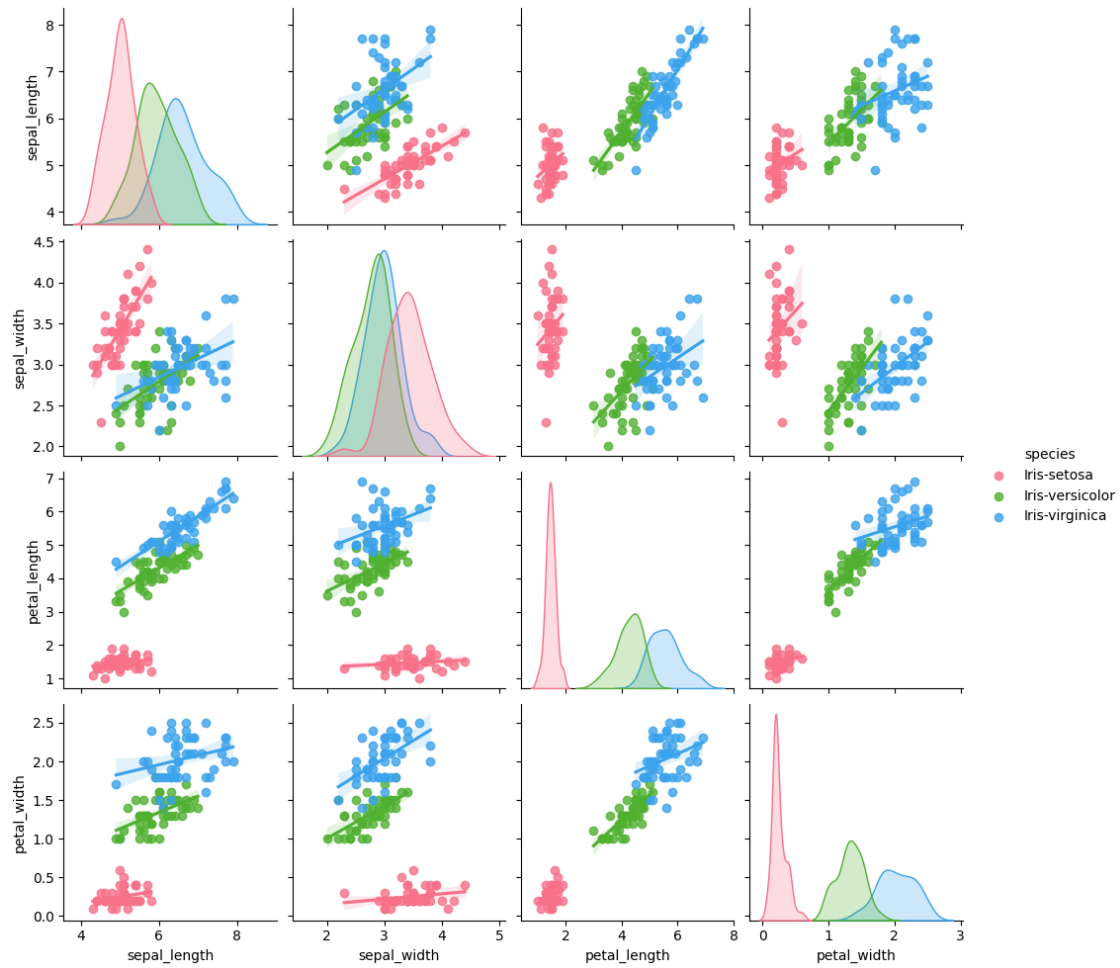 8
7
6
5
4
sepal_length
4.5
4.0
3.5
3.0
2.5
2.0
sepal_width
species
Iris-setosa
Iris-versicolor
Iris-virginica
7
6
5
4
3
2
1
petal_length
2.5
2.0
1.5
1.0
0.5
0.0
petal_width
4 6 8
2 3 4 5
2 4 6 8
0 1 2 3
sepal_length sepal_width petal_length petal_width